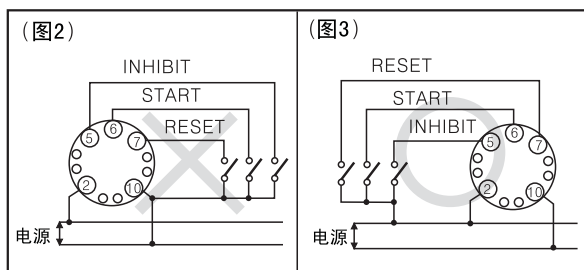 (图2)
INHIBIT
START
RESET
5
6
7
2
10
电源
(图3)
RESET
START
INHIBIT
5
6
7
2
10
电源